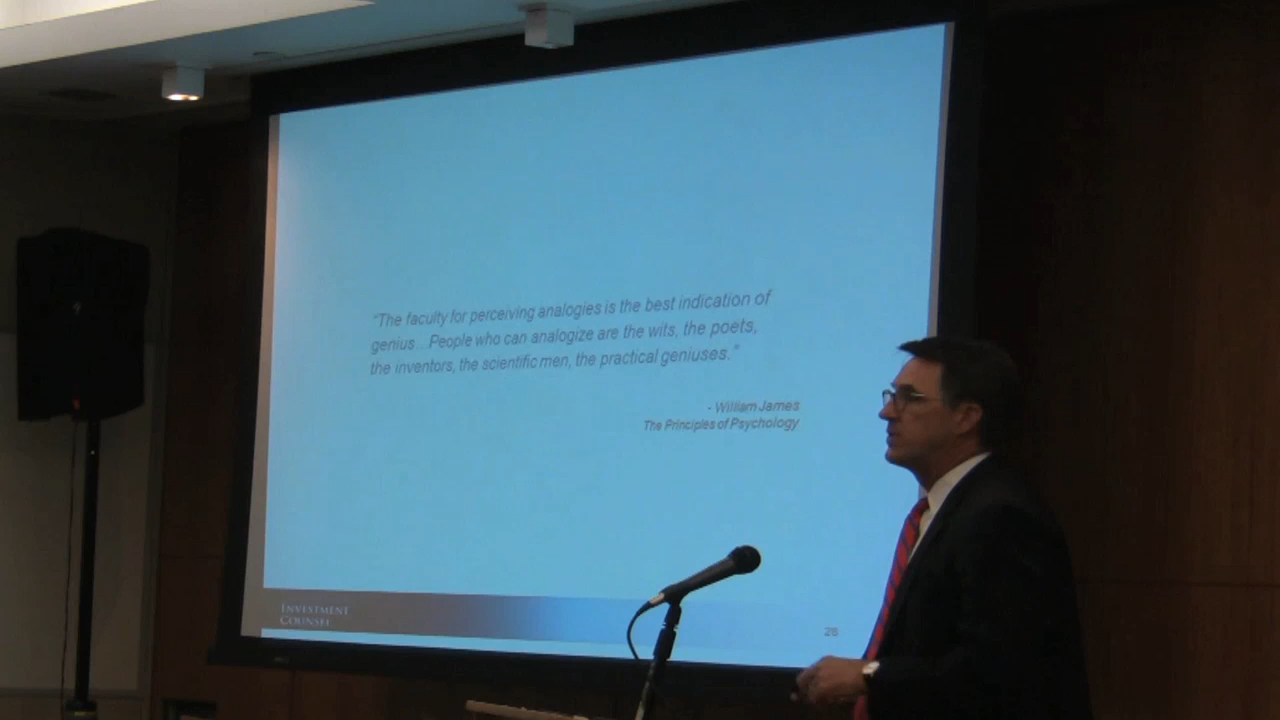 "The faculty for perceiving analogies is the best indication of
genius...People who can analogize are the wits, the poets,
the inventors, the scientific men, the practical geniuses."
- William James
The Principles of Psychology
INVESTMENT
COUNSEL
26